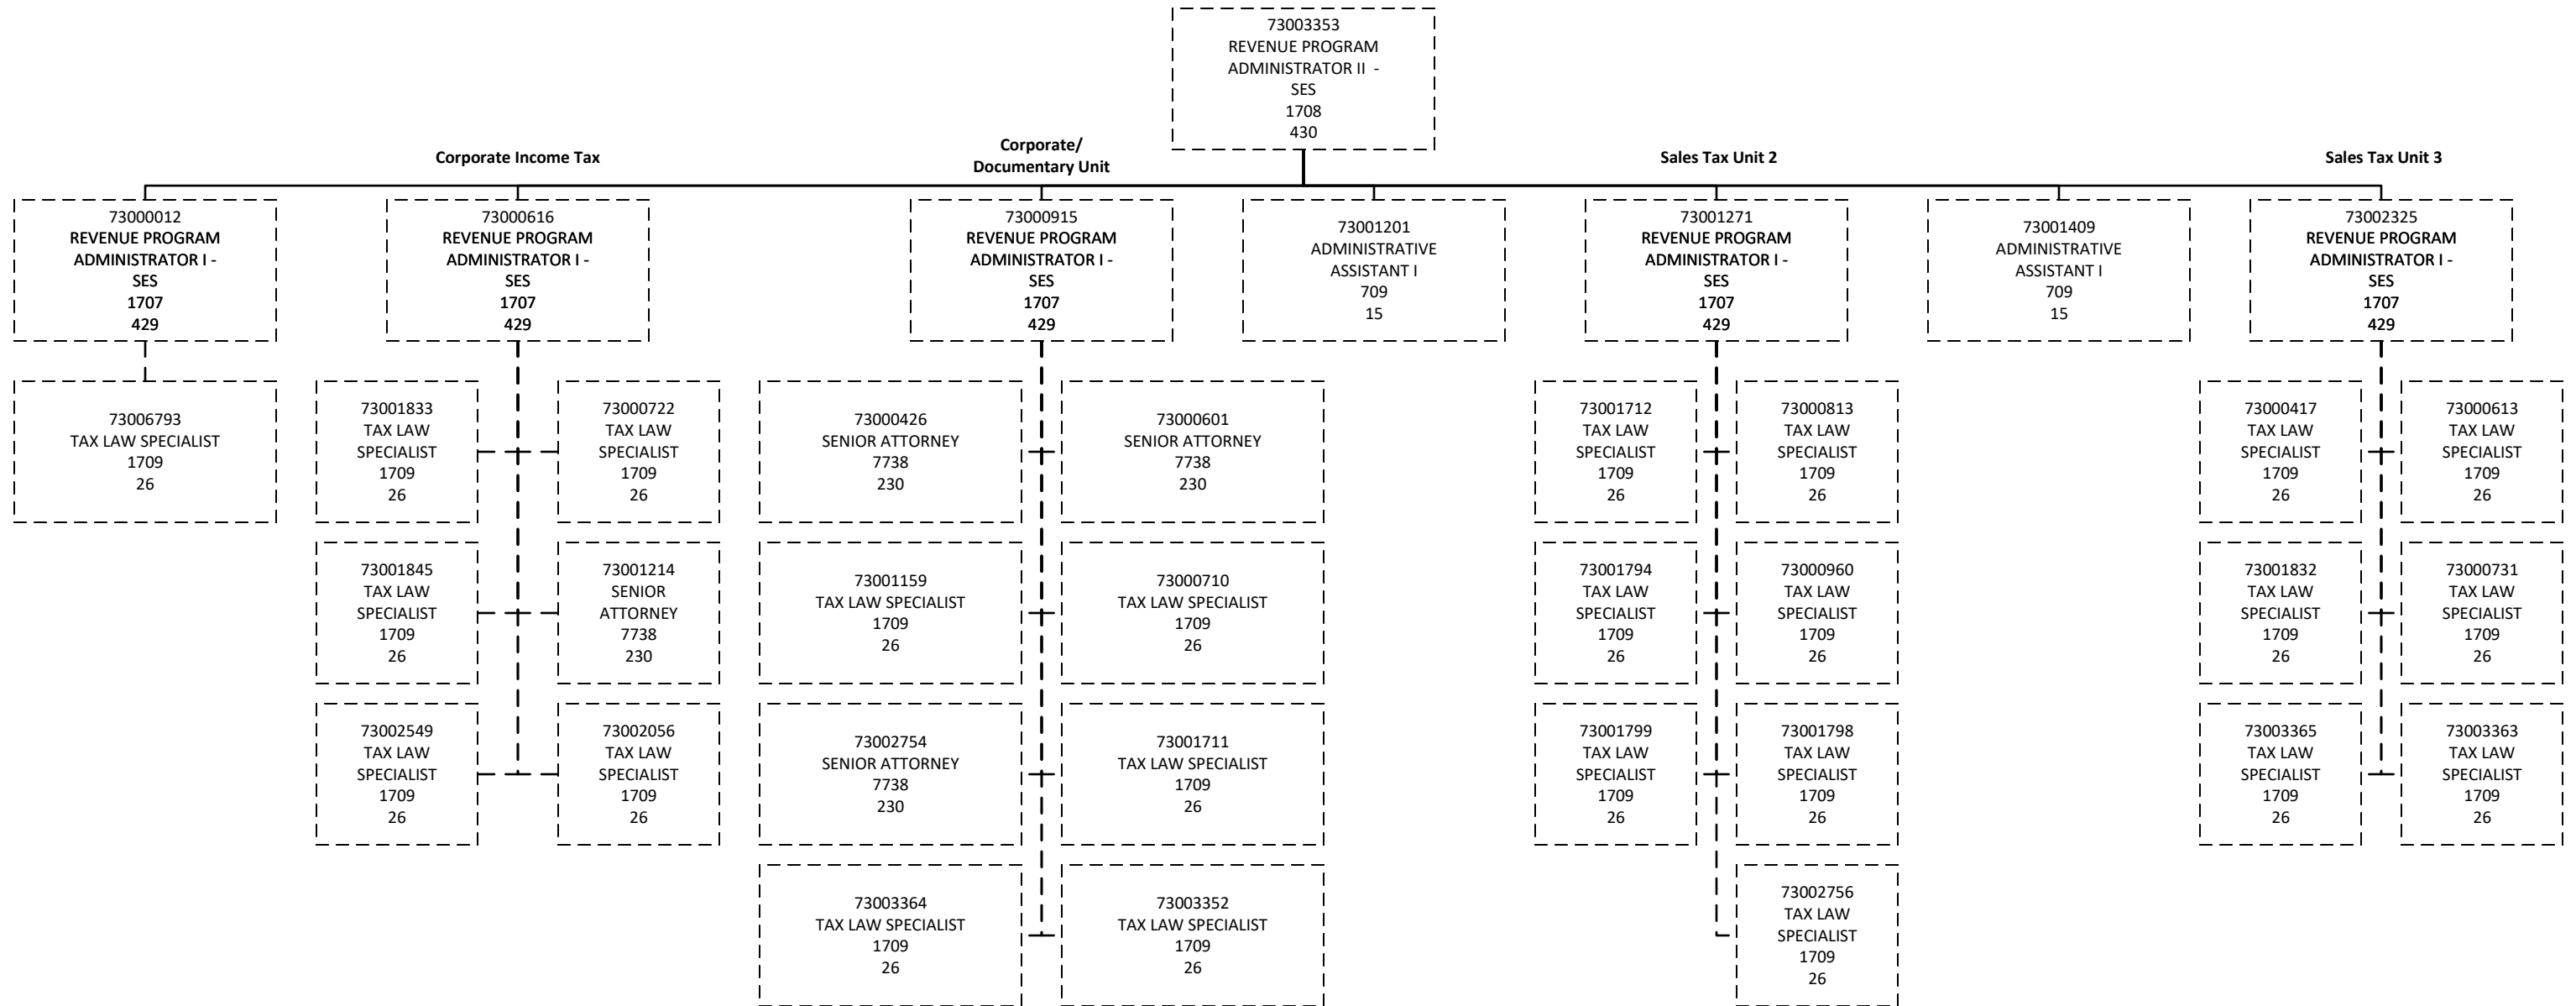 73003353
REVENUE PROGRAM
ADMINISTRATOR II -
SES
1708
430
Corporate Income Tax
Corporate/
Documentary Unit
Sales Tax Unit 2
Sales Tax Unit 3
73000012
REVENUE PROGRAM
ADMINISTRATOR I -
SES
1707
429
73000616
REVENUE PROGRAM
ADMINISTRATOR I -
SES
1707
429
73000915
REVENUE PROGRAM
ADMINISTRATOR I -
SES
1707
429
73001201
ADMINISTRATIVE
ASSISTANT I
709
15
73001271
REVENUE PROGRAM
ADMINISTRATOR I -
SES
1707
429
73001409
ADMINISTRATIVE
ASSISTANT I
709
15
73002325
REVENUE PROGRAM
ADMINISTRATOR I -
SES
1707
429
73006793
TAX LAW SPECIALIST
1709
26
73001833
TAX LAW
SPECIALIST
1709
26
73000722
TAX LAW
SPECIALIST
1709
26
73000426
SENIOR ATTORNEY
7738
230
73000601
SENIOR ATTORNEY
7738
230
73001712
TAX LAW
SPECIALIST
1709
26
73000813
TAX LAW
SPECIALIST
1709
26
73000417
TAX LAW
SPECIALIST
1709
26
73000613
TAX LAW
SPECIALIST
1709
26
73001845
TAX LAW
SPECIALIST
1709
26
73001214
SENIOR
ATTORNEY
7738
230
73001159
TAX LAW SPECIALIST
1709
26
73000710
TAX LAW SPECIALIST
1709
26
73001794
TAX LAW
SPECIALIST
1709
26
73000960
TAX LAW
SPECIALIST
1709
26
73001832
TAX LAW
SPECIALIST
1709
26
73000731
TAX LAW
SPECIALIST
1709
26
73002549
TAX LAW
SPECIALIST
1709
26
73002056
TAX LAW
SPECIALIST
1709
26
73002754
SENIOR ATTORNEY
7738
230
73001711
TAX LAW SPECIALIST
1709
26
73001799
TAX LAW
SPECIALIST
1709
26
73001798
TAX LAW
SPECIALIST
1709
26
73003365
TAX LAW
SPECIALIST
1709
26
73003363
TAX LAW
SPECIALIST
1709
26
73003364
TAX LAW SPECIALIST
1709
26
73003352
TAX LAW SPECIALIST
1709
26
73002756
TAX LAW
SPECIALIST
1709
26